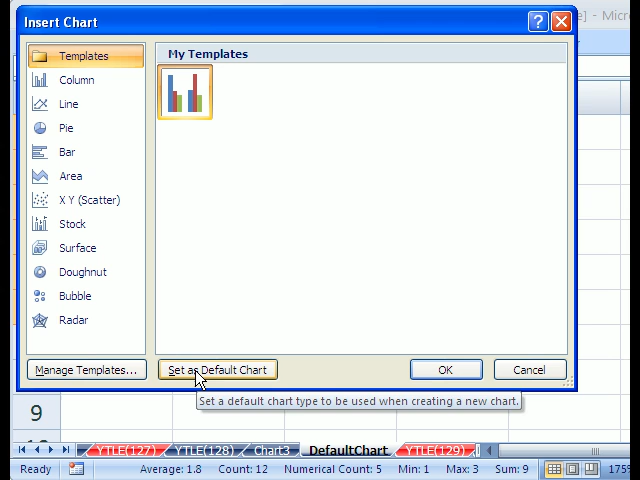 Insert Chart
e] - Micro
Templates
Column
Line
Pie
Bar
Area
X Y (Scatter)
Stock
Surface
Doughnut
Bubble
Radar
My Templates
Manage Templates...
Set as Default Chart
OK
Cancel
Set a default chart type to be used when creating a new chart.
9
YTLE(127)
YTLE(128)
Chart3
DefaultChart
YTLE(129)
Ready
Average: 1.8
Count: 12
Numerical Count: 5
Min: 1
Max: 3
Sum: 9
175%